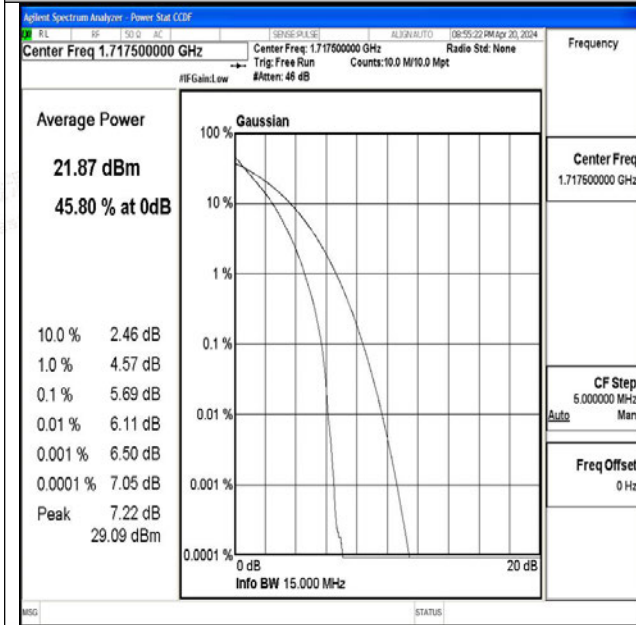 Agilent Spectrum Analyzer - Power Stat CCDF
RL RF 50 Ω AC SENSE:PULSE ALIGN AUTO 08:55:22 PM Apr 20, 2024
Center Freq 1.717500000 GHz
Center Freq: 1.717500000 GHz Radio Std: None
Trig: Free Run Counts:10.0 M/10.0 Mpt
#IFGain:Low #Atten: 46 dB
Average Power
21.87 dBm
45.80 % at 0dB
10.0 % 2.46 dB
1.0 % 4.57 dB
0.1 % 5.69 dB
0.01 % 6.11 dB
0.001 % 6.50 dB
0.0001 % 7.05 dB
Peak 7.22 dB
29.09 dBm
Gaussian
100 %
10 %
1 %
0.1 %
0.01 %
0.001 %
0.0001 %
0 dB 20 dB
Info BW 15.000 MHz
Frequency
Center Freq
1.717500000 GHz
CF Step
5.000000 MHz
Auto Man
Freq Offset
0 Hz
MSG STATUS